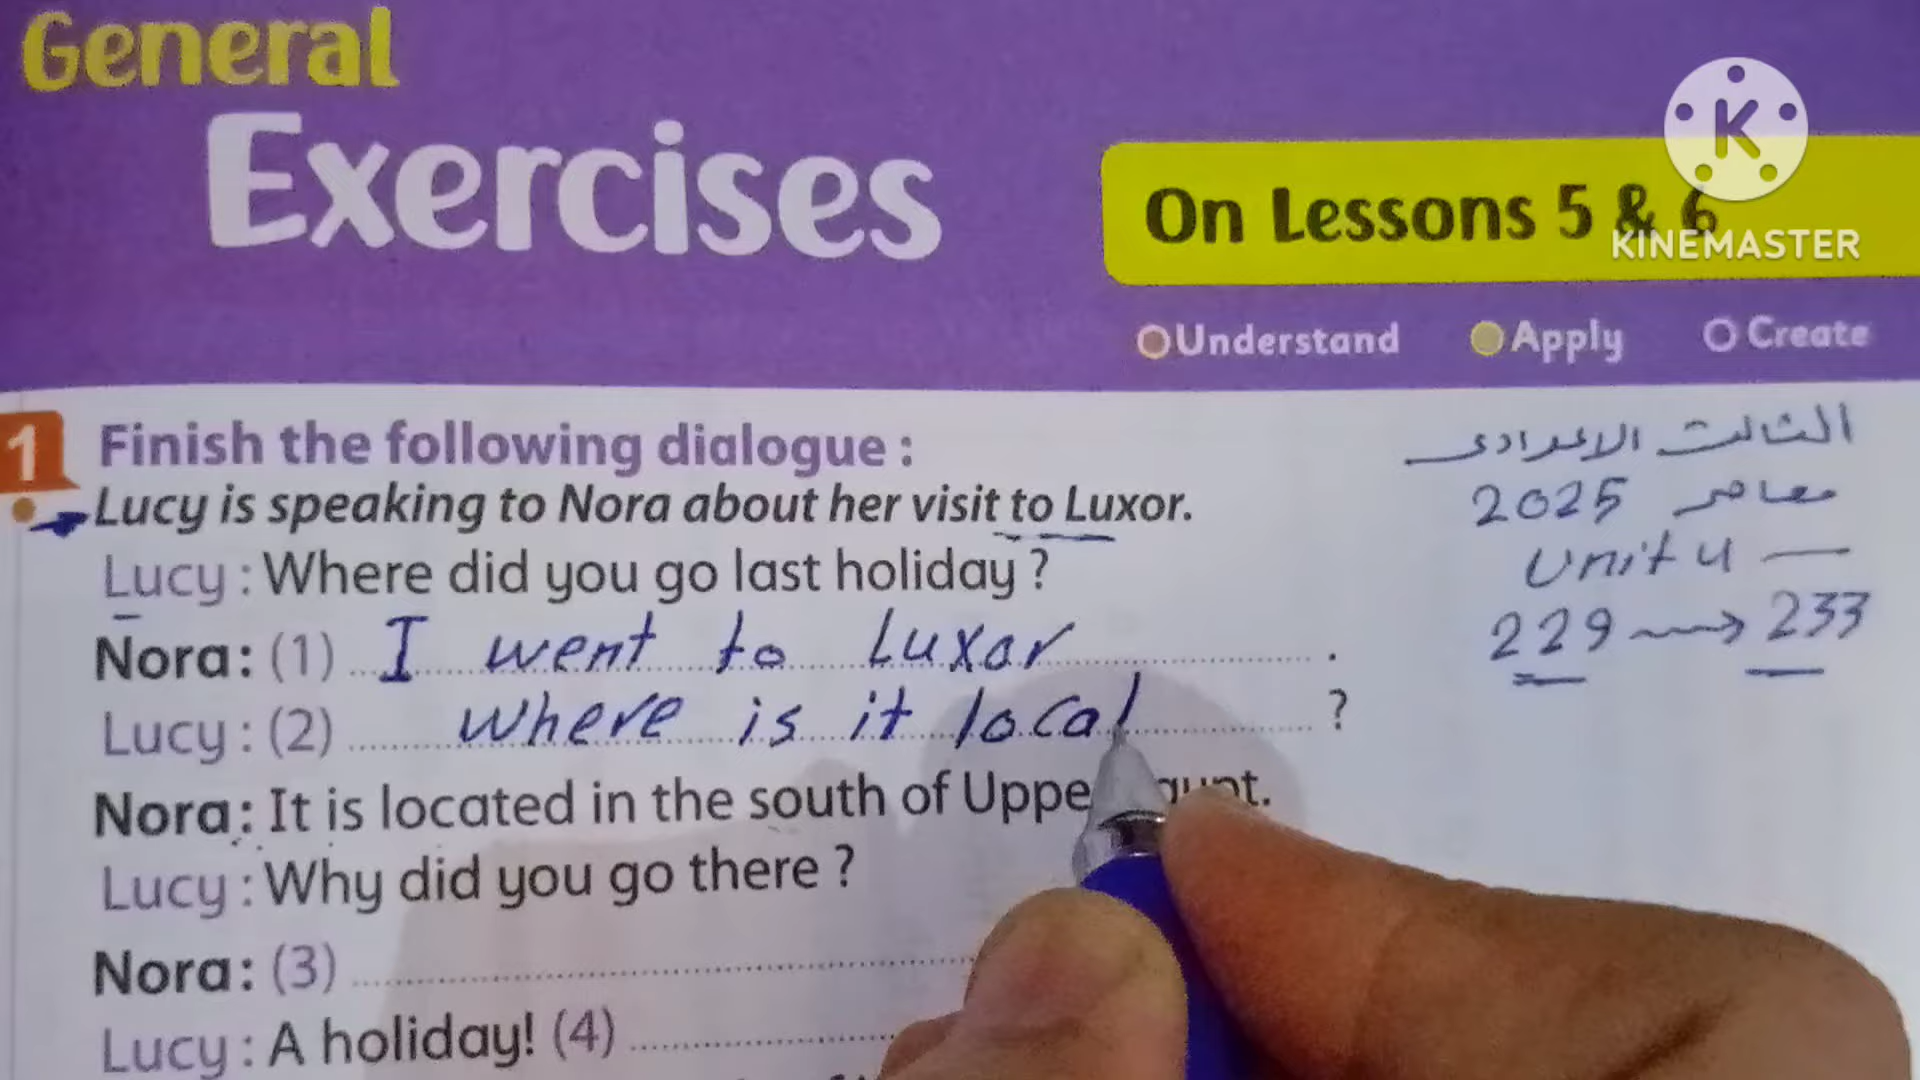 General
Exercises
On Lessons 5 & 6
KINEMASTER
Understand Apply Create
1 Finish the following dialogue :
الثالث الاعدادى
Lucy is speaking to Nora about her visit to Luxor.
معاصر 2025
Lucy : Where did you go last holiday ?
Unit 4
Nora: (1) I went to Luxor .
229 → 233
Lucy : (2) where is it locat ?
Nora: It is located in the south of Upper
Lucy : Why did you go there ?
Nora: (3)
Lucy : A holiday! (4)